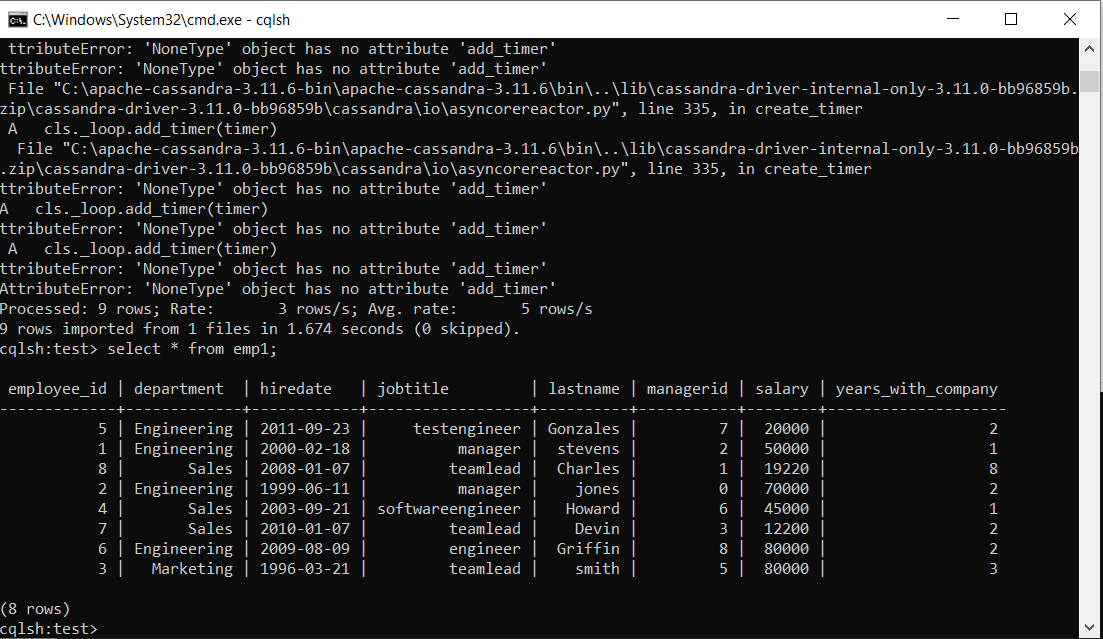 C:\Windows\System32\cmd.exe - cqlsh
ttributeError: 'NoneType' object has no attribute 'add_timer'
ttributeError: 'NoneType' object has no attribute 'add_timer'
File "C:\apache-cassandra-3.11.6-bin\apache-cassandra-3.11.6\bin\..\lib\cassandra-driver-internal-only-3.11.0-bb96859b.
zip\cassandra-driver-3.11.0-bb96859b\cassandra\io\asyncorereactor.py", line 335, in create_timer
A   cls._loop.add_timer(timer)
File "C:\apache-cassandra-3.11.6-bin\apache-cassandra-3.11.6\bin\..\lib\cassandra-driver-internal-only-3.11.0-bb96859b
.zip\cassandra-driver-3.11.0-bb96859b\cassandra\io\asyncorereactor.py", line 335, in create_timer
ttributeError: 'NoneType' object has no attribute 'add_timer'
A   cls._loop.add_timer(timer)
ttributeError: 'NoneType' object has no attribute 'add_timer'
A   cls._loop.add_timer(timer)
ttributeError: 'NoneType' object has no attribute 'add_timer'
AttributeError: 'NoneType' object has no attribute 'add_timer'
Processed: 9 rows; Rate:       3 rows/s; Avg. rate:       5 rows/s
9 rows imported from 1 files in 1.674 seconds (0 skipped).
cqlsh:test> select * from emp1;
employee_id | department  | hiredate   | jobtitle         | lastname | managerid | salary | years_with_company
-------------+-------------+------------+------------------+----------+-----------+--------+--------------------
5 | Engineering | 2011-09-23 |     testengineer | Gonzales |         7 |  20000 |                  2
1 | Engineering | 2000-02-18 |          manager |  stevens |         2 |  50000 |                  1
8 |       Sales | 2008-01-07 |         teamlead |  Charles |         1 |  19220 |                  8
2 | Engineering | 1999-06-11 |          manager |    jones |         0 |  70000 |                  2
4 |       Sales | 2003-09-21 | softwareengineer |   Howard |         6 |  45000 |                  1
7 |       Sales | 2010-01-07 |         teamlead |    Devin |         3 |  12200 |                  2
6 | Engineering | 2009-08-09 |         engineer |  Griffin |         8 |  80000 |                  2
3 |   Marketing | 1996-03-21 |         teamlead |    smith |         5 |  80000 |                  3
(8 rows)
cqlsh:test>